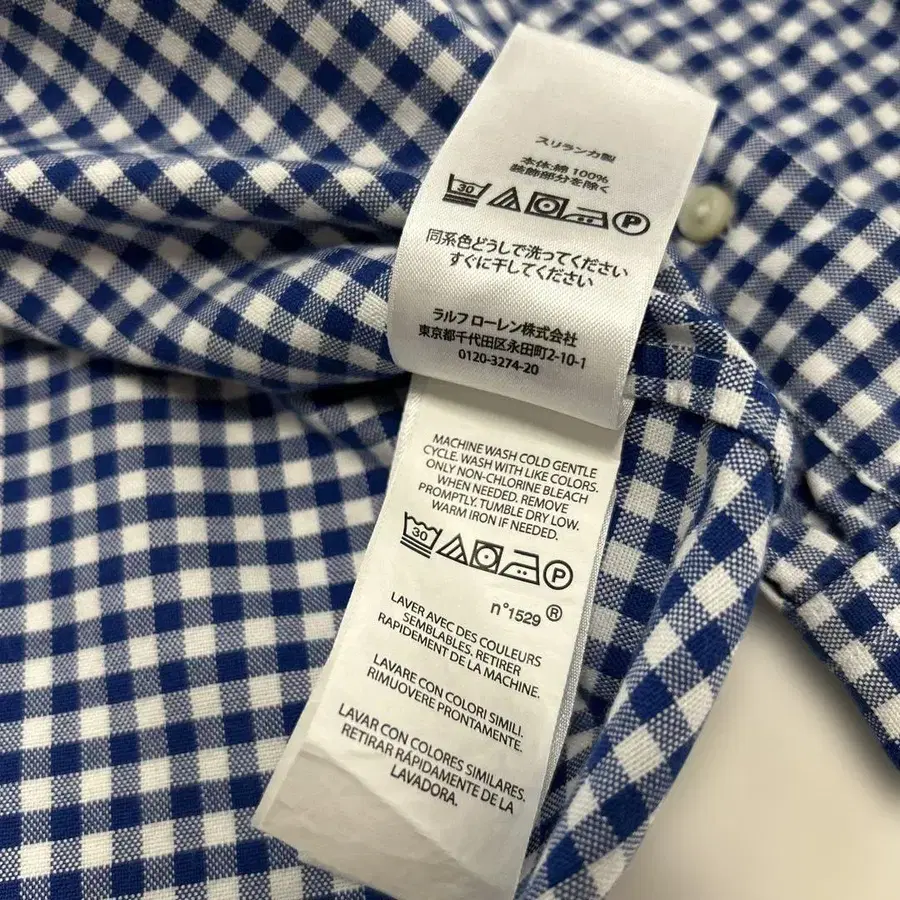 スリランカ製
本体:綿 100%
装飾部分を除く
30 P
同系色どうしで洗ってください
すぐに干してください
ラルフ ローレン株式会社
東京都千代田区永田町2-10-1
0120-3274-20
MACHINE WASH COLD GENTLE
CYCLE. WASH WITH LIKE COLORS.
ONLY NON-CHLORINE BLEACH
WHEN NEEDED. REMOVE
PROMPTLY. TUMBLE DRY LOW.
WARM IRON IF NEEDED.
30 P
n°1529 ®
LAVER AVEC DES COULEURS
SEMBLABLES. RETIRER
RAPIDEMENT DE LA MACHINE.
LAVARE CON COLORI SIMILI.
RIMUOVERE PRONTAMENTE.
LAVAR CON COLORES SIMILARES.
RETIRAR RÁPIDAMENTE DE LA
LAVADORA.